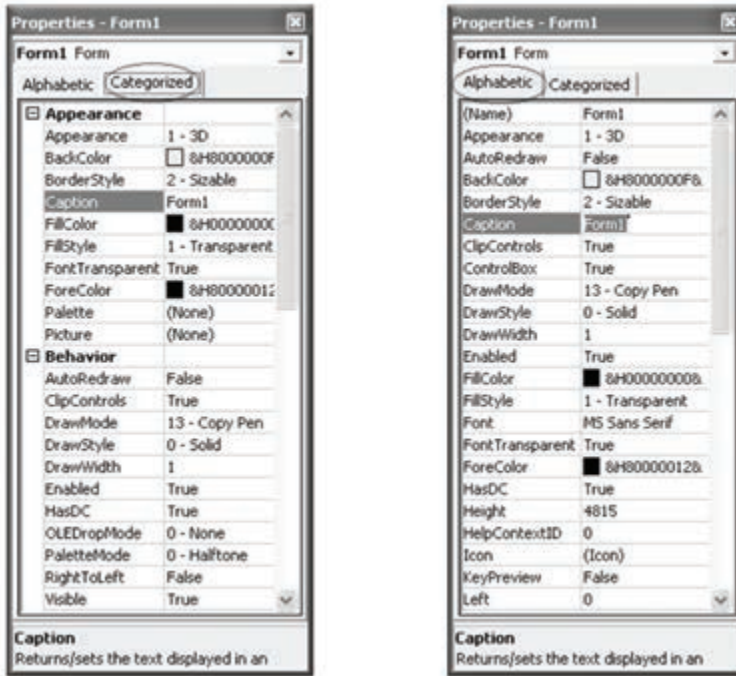 Properties - Form1
Form1 Form
Alphabetic Categorized
Appearance
Appearance 1 - 3D
BackColor &H8000000F
BorderStyle 2 - Sizable
Caption Form1
FillColor &H0000000
FillStyle 1 - Transparent
FontTransparent True
ForeColor &H80000012
Palette (None)
Picture (None)
Behavior
AutoRedraw False
ClipControls True
DrawMode 13 - Copy Pen
DrawStyle 0 - Solid
DrawWidth 1
Enabled True
HasDC True
OLEDropMode 0 - None
PaletteMode 0 - Halftone
RightToLeft False
Visible True
Caption
Returns/sets the text displayed in an
Properties - Form1
Form1 Form
Alphabetic Categorized
(Name) Form1
Appearance 1 - 3D
AutoRedraw False
BackColor &H8000000F&
BorderStyle 2 - Sizable
Caption Form1
ClipControls True
ControlBox True
DrawMode 13 - Copy Pen
DrawStyle 0 - Solid
DrawWidth 1
Enabled True
FillColor &H00000000&
FillStyle 1 - Transparent
Font MS Sans Serif
FontTransparent True
ForeColor &H80000012&
HasDC True
Height 4815
HelpContextID 0
Icon (Icon)
KeyPreview False
Left 0
Caption
Returns/sets the text displayed in an